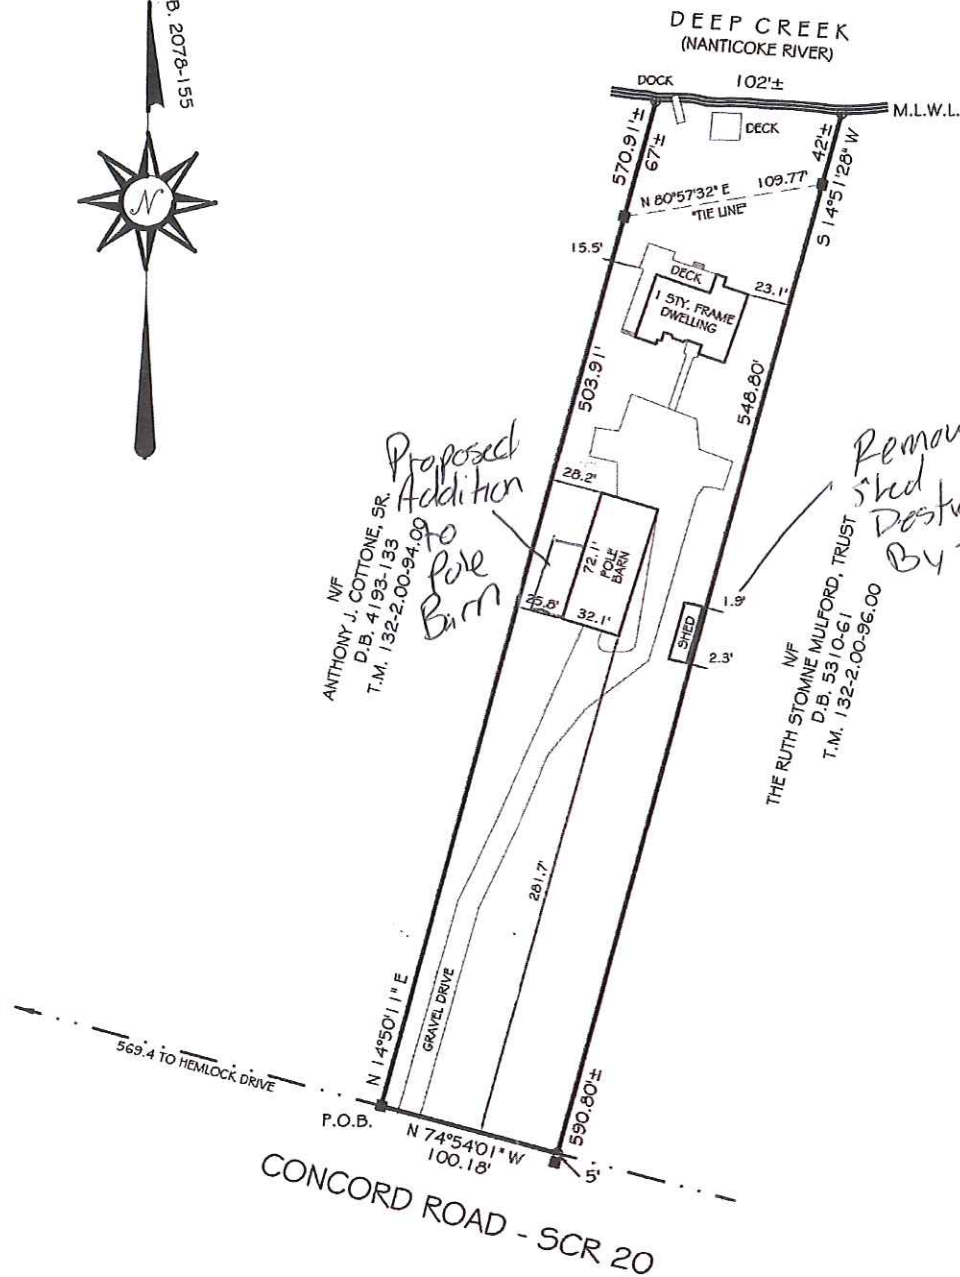 B. 2078-155
N
DEEP CREEK
(NANTICOKE RIVER)
DOCK
102'±
M.L.W.L.
DECK
570.91'±
67'±
42'±
S 14°51'28" W
N 80°57'32" E 109.77'
"TIE LINE"
15.5'
DECK
1 STY. FRAME
DWELLING
23.1'
503.91'
548.80'
Proposed
Addition
to
Pole
Barn
28.2'
72.1'
POLE
BARN
25.8'
32.1'
Remov
Shed
By
SHED
1.9'
2.3'
N/F
ANTHONY J. COTTONE, SR.
D.B. 4193-133
T.M. 132-2.00-94.00
N/F
THE RUTH STOMNE MULFORD, TRUST
D.B. 5310-61
T.M. 132-2.00-96.00
281.7'
GRAVEL DRIVE
N 14°50'11" E
590.80'±
569.4 TO HEMLOCK DRIVE
P.O.B.
N 74°54'01" W
100.18'
5'
CONCORD ROAD - SCR 20